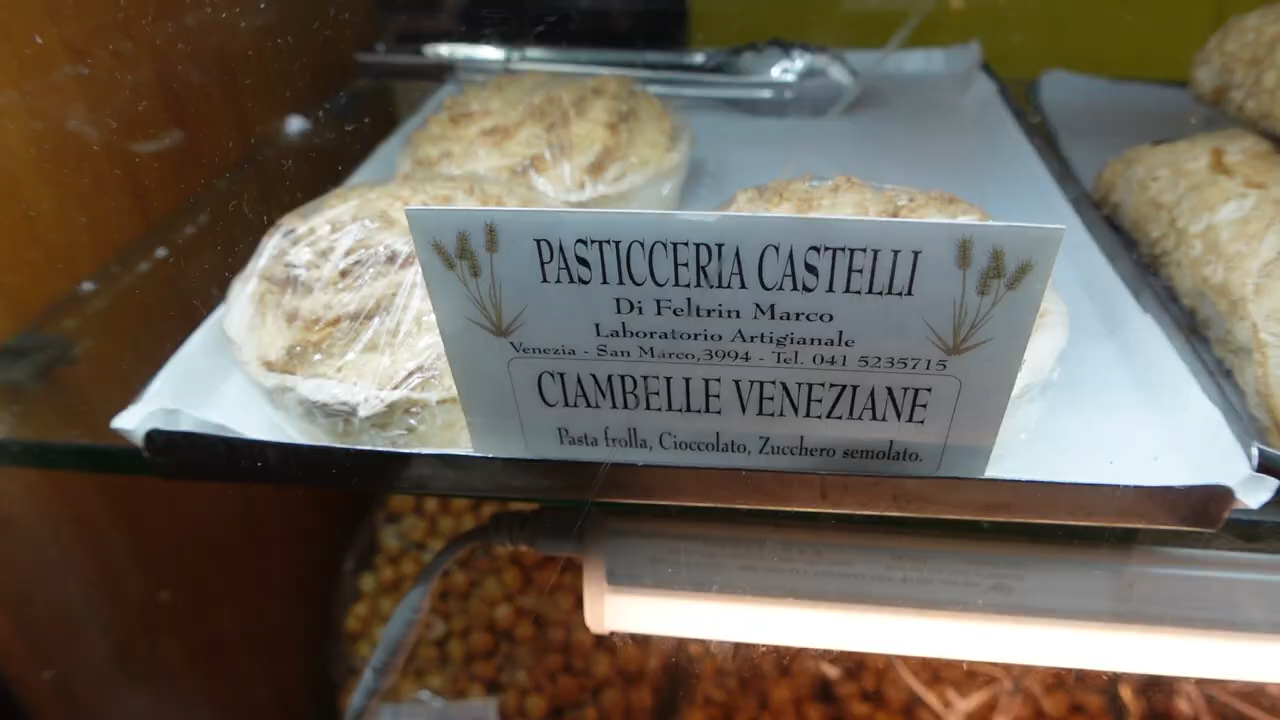 PASTICCERIA CASTELLI
Di Feltrin Marco
Laboratorio Artigianale
Venezia - San Marco,3994 - Tel. 041 5235715
CIAMBELLE VENEZIANE
Pasta frolla, Cioccolato, Zucchero semolato.